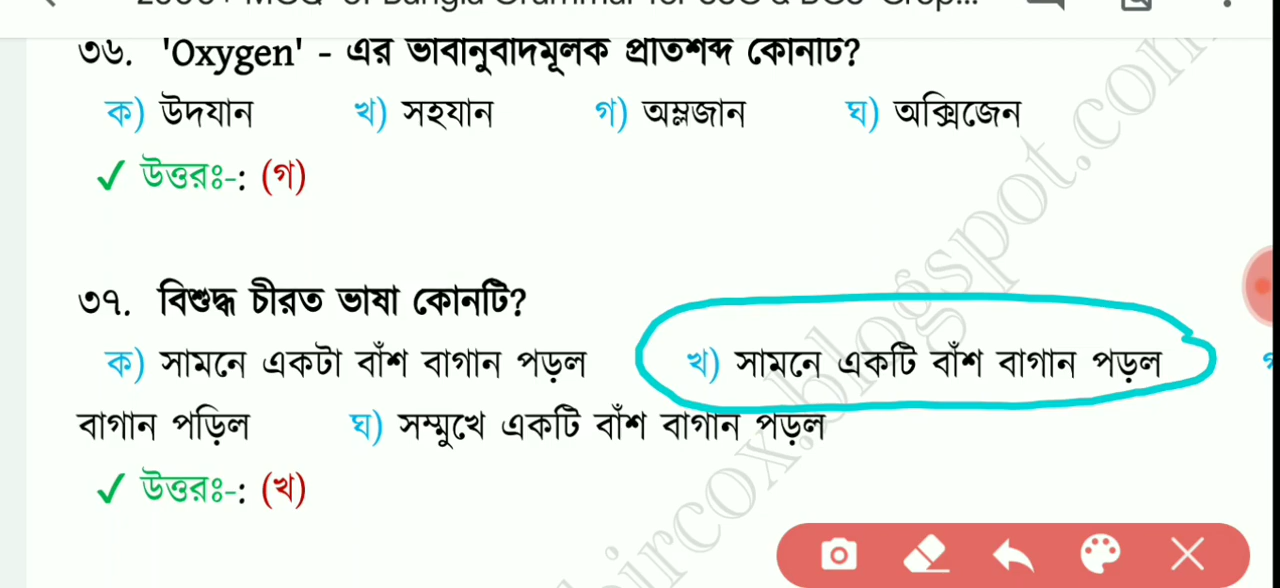 ৩৬. 'Oxygen' - এর ভাবানুবাদমূলক প্রতিশব্দ কোনটি?
ক) উদযান খ) সহযান গ) অম্লজান ঘ) অক্সিজেন
✓ উত্তরঃ-: (গ)
৩৭. বিশুদ্ধ চীরত ভাষা কোনটি?
ক) সামনে একটা বাঁশ বাগান পড়ল খ) সামনে একটি বাঁশ বাগান পড়ল
বাগান পড়িল ঘ) সম্মুখে একটি বাঁশ বাগান পড়ল
✓ উত্তরঃ-: (খ)